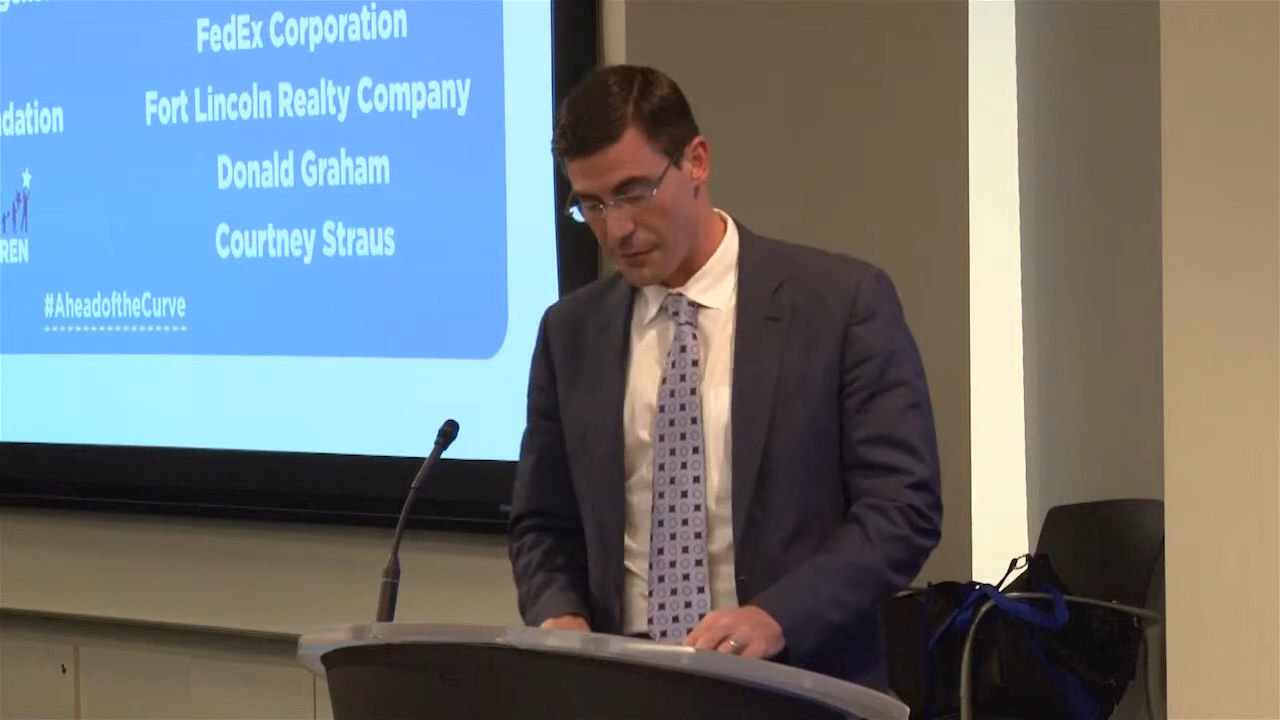 FedEx Corporation
dation
Fort Lincoln Realty Company
Donald Graham
REN
Courtney Straus
#AheadoftheCurve